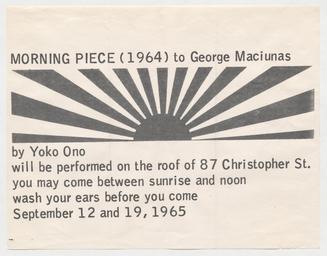 MORNING PIECE (1964) to George Maciunas
by Yoko Ono
will be performed on the roof of 87 Christopher St.
you may come between sunrise and noon
wash your ears before you come
September 12 and 19, 1965